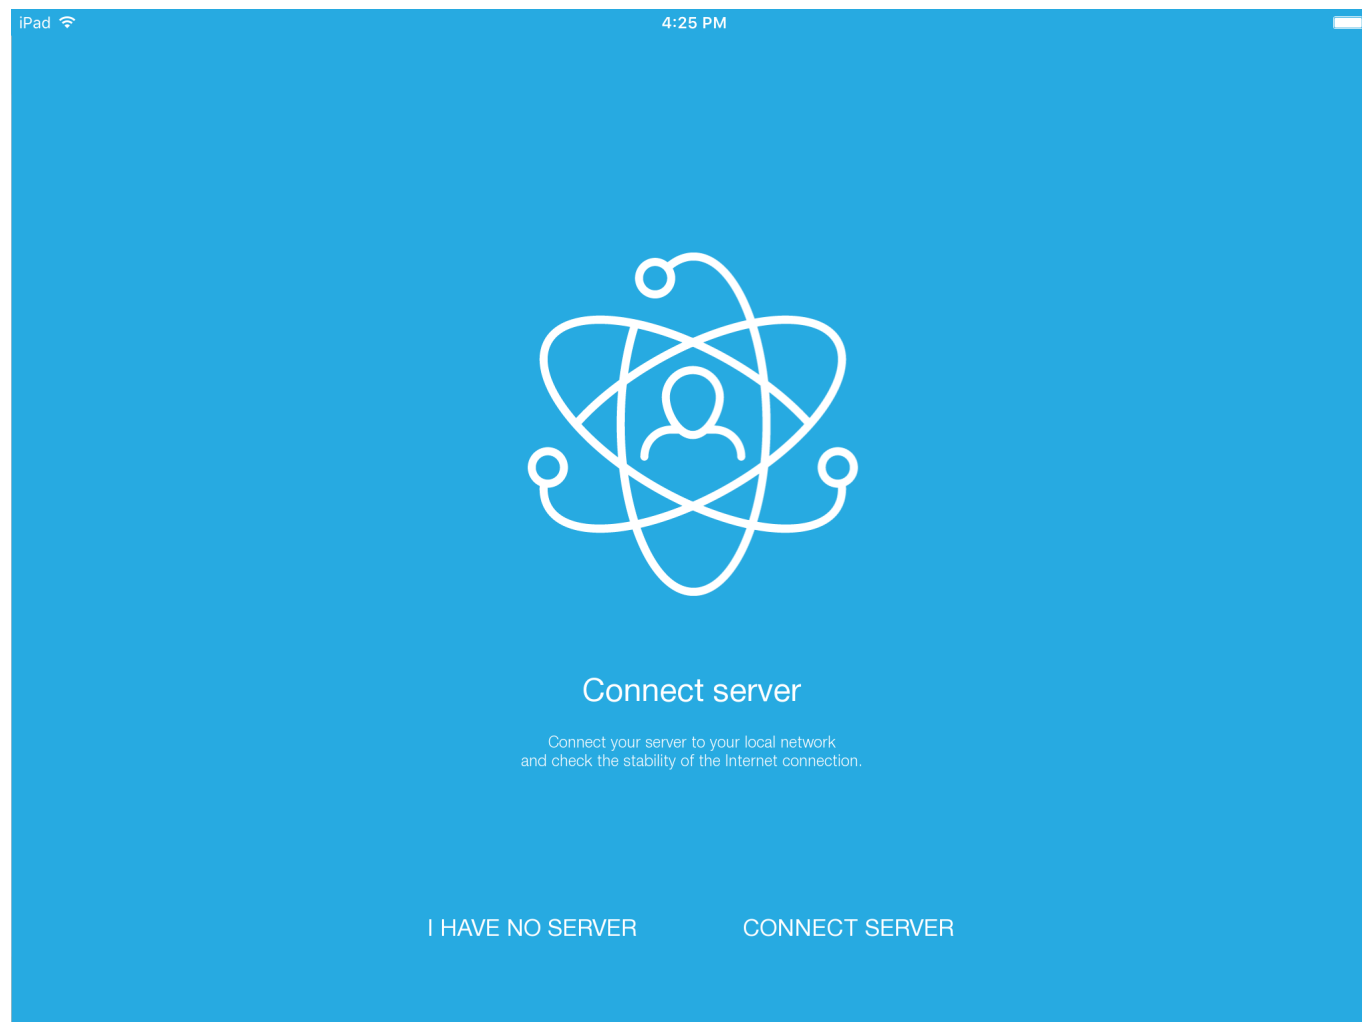 iPad
4:25 PM
Connect server
Connect your server to your local network
and check the stability of the Internet connection.
I HAVE NO SERVER
CONNECT SERVER